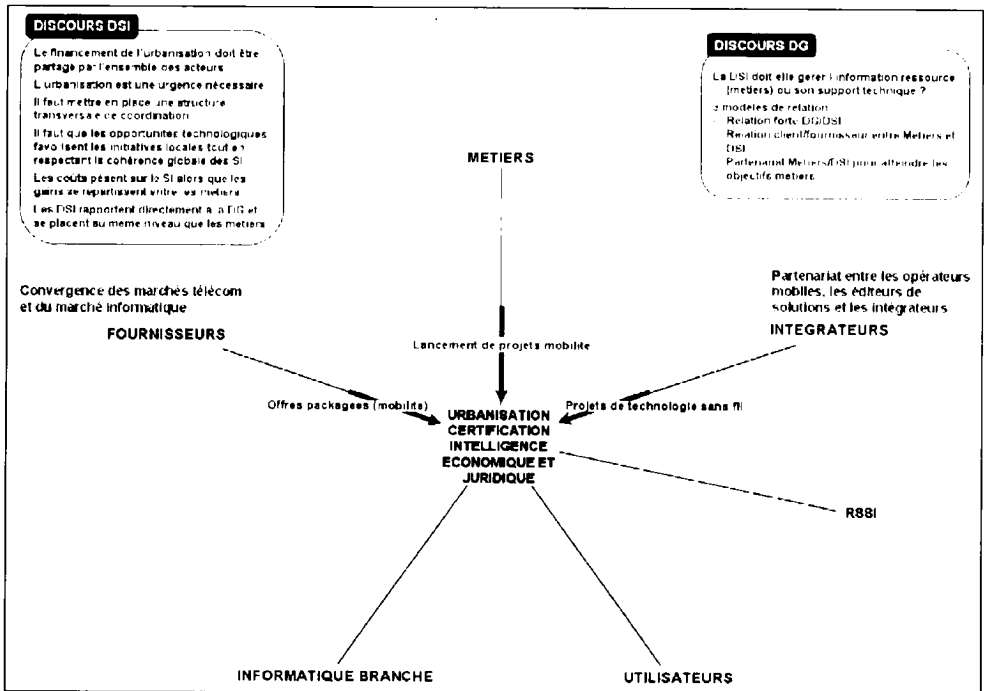 DISCOURS DSI
Le financement de l'urbanisation doit être
partagé par l'ensemble des acteurs
L'urbanisation est une urgence nécessaire
Il faut mettre en place une structure
transversale de coordination
Il faut que les opportunités technologiques
favorisent les initiatives locales tout en
respectant la cohérence globale des SI
Les coûts pèsent sur le SI alors que les
gains se répartissent entre les métiers
Les DSI rapportent directement à la DG et
se placent au même niveau que les métiers
DISCOURS DG
La DSI doit elle gérer l'information ressource
(métiers) ou son support technique ?
3 modèles de relation
- Relation forte DG/DSI
Relation client/fournisseur entre Métiers et
DSI
Partenariat Métiers/DSI pour atteindre les
objectifs métiers
METIERS
Convergence des marchés télécom
et du marché informatique
FOURNISSEURS
Partenariat entre les opérateurs
mobiles, les éditeurs de
solutions et les intégrateurs
INTEGRATEURS
Lancement de projets mobilité
Offres packagées (mobilité)
Projets de technologie sans fil
URBANISATION
CERTIFICATION
INTELLIGENCE
ECONOMIQUE ET
JURIDIQUE
RSSI
INFORMATIQUE BRANCHE
UTILISATEURS